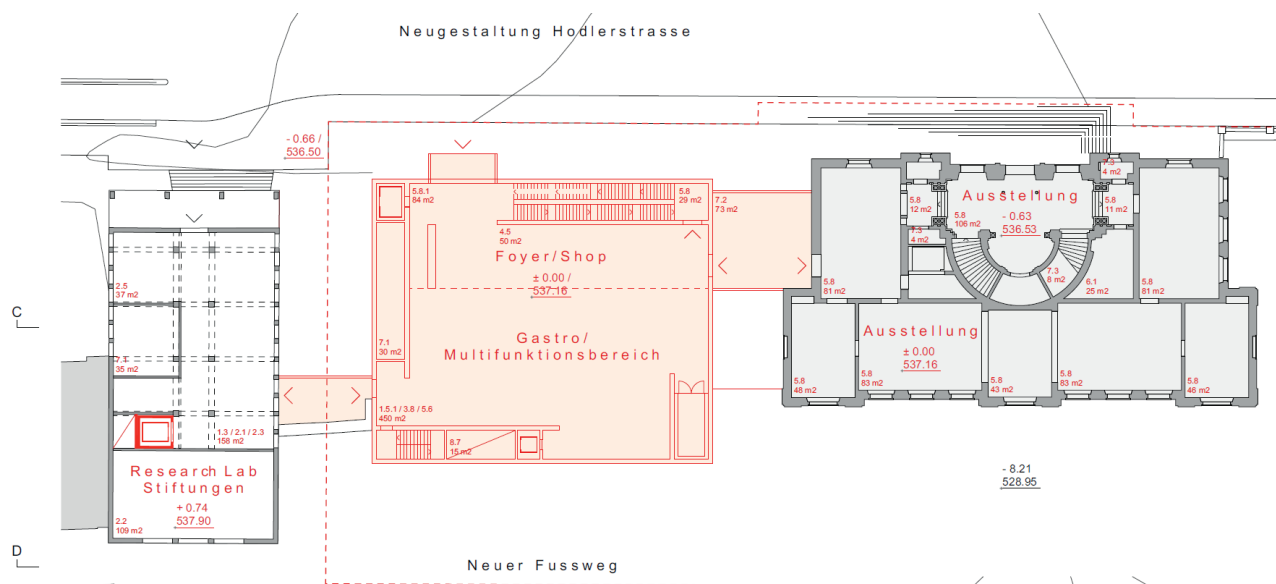 Neugestaltung Hodlerstrasse
- 0.66 /
536.50
5.8.1
84 m2
5.8
29 m2
7.2
73 m2
4.5
50 m2
Foyer/Shop
± 0.00 /
537.16
Gastro/
Multifunktionsbereich
7.1
30 m2
1.5.1 / 3.8 / 5.6
450 m2
8.7
15 m2
7.3
4 m2
5.8
12 m2
Ausstellung
5.8
106 m2
- 0.63
536.53
5.8
11 m2
7.3
4 m2
7.3
8 m2
6.1
25 m2
5.8
81 m2
5.8
81 m2
Ausstellung
± 0.00
537.16
5.8
48 m2
5.8
83 m2
5.8
43 m2
5.8
83 m2
5.8
46 m2
2.5
37 m2
C
7.1
35 m2
1.3 / 2.1 / 2.3
158 m2
Research Lab
Stiftungen
+ 0.74
537.90
2.2
109 m2
- 8.21
528.95
D
Neuer Fussweg